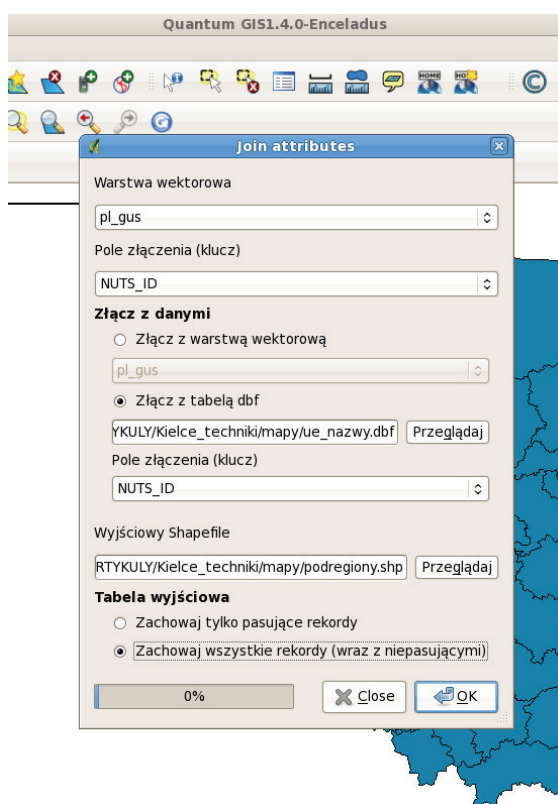 Quantum GIS1.4.0-Enceladus
HOME
Join attributes
Warstwa wektorowa
pl_gus
Pole złączenia (klucz)
NUTS_ID
Złącz z danymi
Złącz z warstwą wektorową
pl_gus
Złącz z tabelą dbf
YKULY/Kielce_techniki/mapy/ue_nazwy.dbf Przeglądaj
Pole złączenia (klucz)
NUTS_ID
Wyjściowy Shapefile
RTYKULY/Kielce_techniki/mapy/podregiony.shp Przeglądaj
Tabela wyjściowa
Zachowaj tylko pasujące rekordy
Zachowaj wszystkie rekordy (wraz z niepasującymi)
0% Close OK